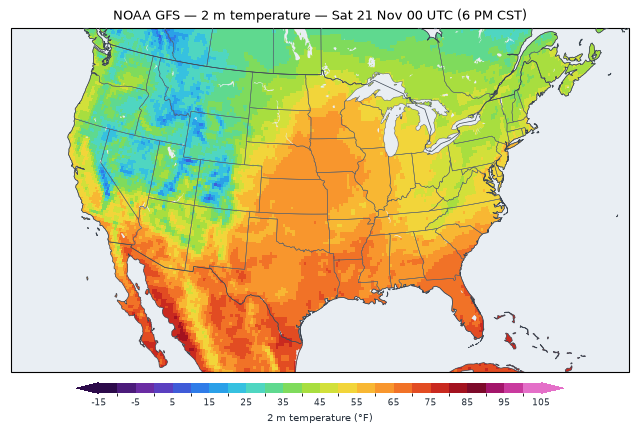 NOAA GFS — 2 m temperature — Sat 21 Nov 00 UTC (6 PM CST)
-15 -5 5 15 25 35 45 55 65 75 85 95 105
2 m temperature (°F)